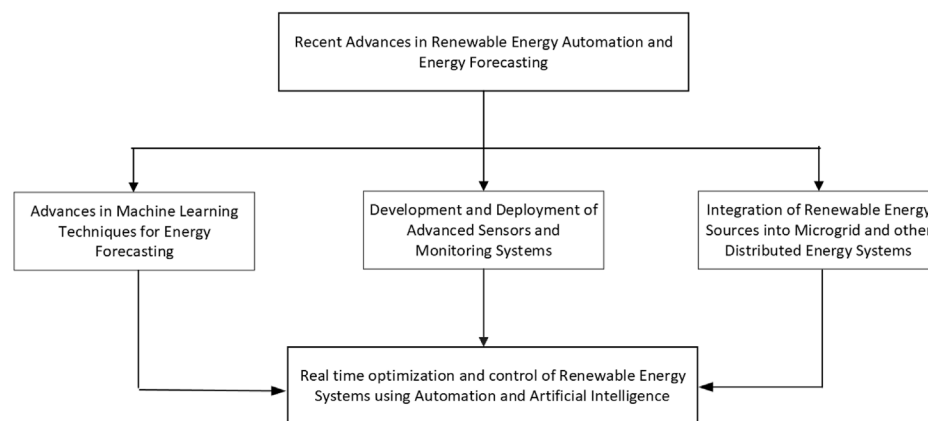 Recent Advances in Renewable Energy Automation and
Energy Forecasting
Advances in Machine Learning
Techniques for Energy
Forecasting
Development and Deployment of
Advanced Sensors and
Monitoring Systems
Integration of Renewable Energy
Sources into Microgrid and other
Distributed Energy Systems
Real time optimization and control of Renewable Energy
Systems using Automation and Artificial Intelligence